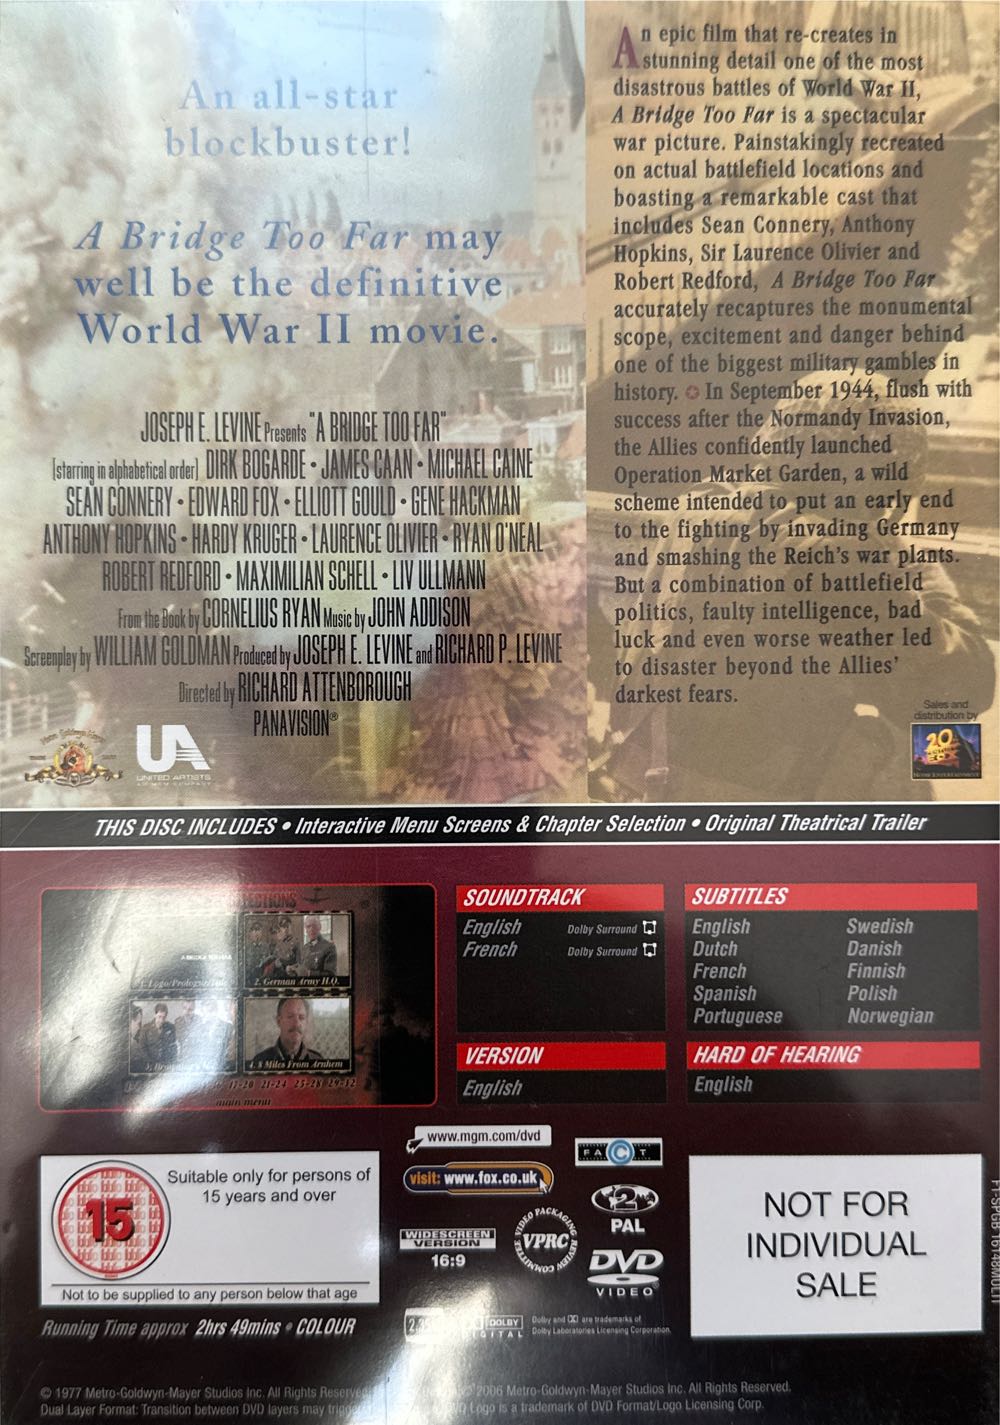 An all-star
blockbuster!
A Bridge Too Far may
well be the definitive
World War II movie.
JOSEPH E. LEVINE Presents "A BRIDGE TOO FAR"
(starring in alphabetical order) DIRK BOGARDE • JAMES CAAN • MICHAEL CAINE
SEAN CONNERY • EDWARD FOX • ELLIOTT GOULD • GENE HACKMAN
ANTHONY HOPKINS • HARDY KRUGER • LAURENCE OLIVIER • RYAN O'NEAL
ROBERT REDFORD • MAXIMILIAN SCHELL • LIV ULLMANN
From the Book by CORNELIUS RYAN Music by JOHN ADDISON
Screenplay by WILLIAM GOLDMAN Produced by JOSEPH E. LEVINE and RICHARD P. LEVINE
Directed by RICHARD ATTENBOROUGH
PANAVISION®
UA
UNITED ARTISTS
An epic film that re-creates in
stunning detail one of the most
disastrous battles of World War II,
A Bridge Too Far is a spectacular
war picture. Painstakingly recreated
on actual battlefield locations and
boasting a remarkable cast that
includes Sean Connery, Anthony
Hopkins, Sir Laurence Olivier and
Robert Redford, A Bridge Too Far
accurately recaptures the monumental
scope, excitement and danger behind
one of the biggest military gambles in
history. ✪ In September 1944, flush with
success after the Normandy Invasion,
the Allies confidently launched
Operation Market Garden, a wild
scheme intended to put an early end
to the fighting by invading Germany
and smashing the Reich's war plants.
But a combination of battlefield
politics, faulty intelligence, bad
luck and even worse weather led
to disaster beyond the Allies'
darkest fears.
Sales and
distribution by
20
THIS DISC INCLUDES • Interactive Menu Screens & Chapter Selection • Original Theatrical Trailer
2. German Army H.Q.
4. 8 Miles From Arnhem
17-20 21-24 25-28 29-32
main menu
SOUNDTRACK
English Dolby Surround
French Dolby Surround
VERSION
English
SUBTITLES
English Swedish
Dutch Danish
French Finnish
Spanish Polish
Portuguese Norwegian
HARD OF HEARING
English
15
Suitable only for persons of
15 years and over
Not to be supplied to any person below that age
Running Time approx 2hrs 49mins • COLOUR
www.mgm.com/dvd
visit: www.fox.co.uk
WIDESCREEN
VERSION
16:9
VIDEO PACKAGING REVIEW COMMITTEE
VPRC
FACT
2
PAL
DVD
VIDEO
DOLBY
DIGITAL
Dolby and are trademarks of
Dolby Laboratories Licensing Corporation.
NOT FOR
INDIVIDUAL
SALE
© 1977 Metro-Goldwyn-Mayer Studios Inc. All Rights Reserved. 2006 Metro-Goldwyn-Mayer Studios Inc. All Rights Reserved.
Dual Layer Format: Transition between DVD layers may trigger DVD Logo is a trademark of DVD Format/Logo Licensing Corp.